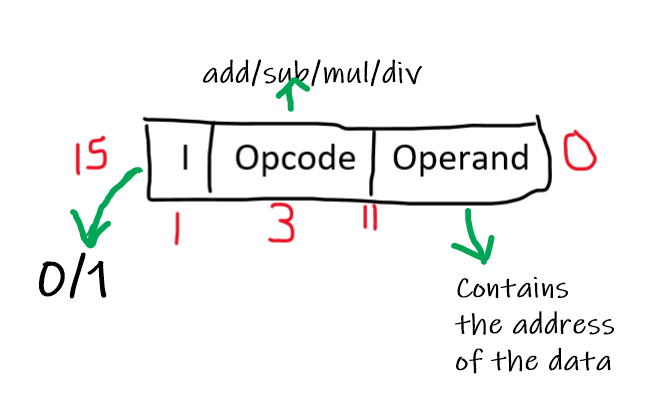 add/sub/mul/div
15 I Opcode Operand 0
1 3 11
0/1
Contains
the address
of the data